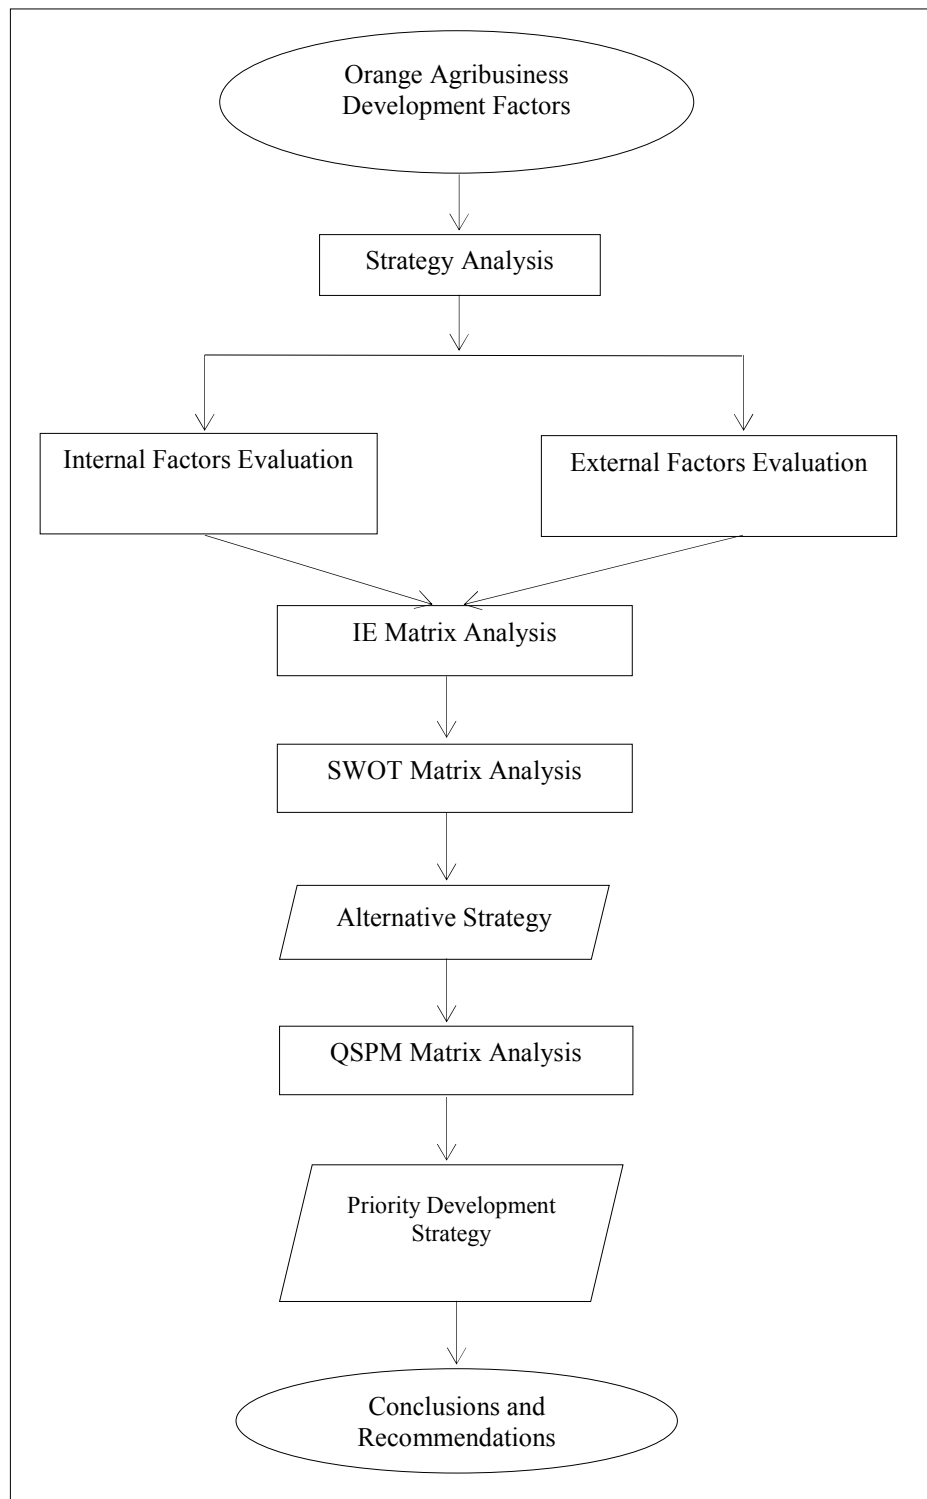 Orange Agribusiness
Development Factors
Strategy Analysis
Internal Factors Evaluation
External Factors Evaluation
IE Matrix Analysis
SWOT Matrix Analysis
Alternative Strategy
QSPM Matrix Analysis
Priority Development
Strategy
Conclusions and
Recommendations